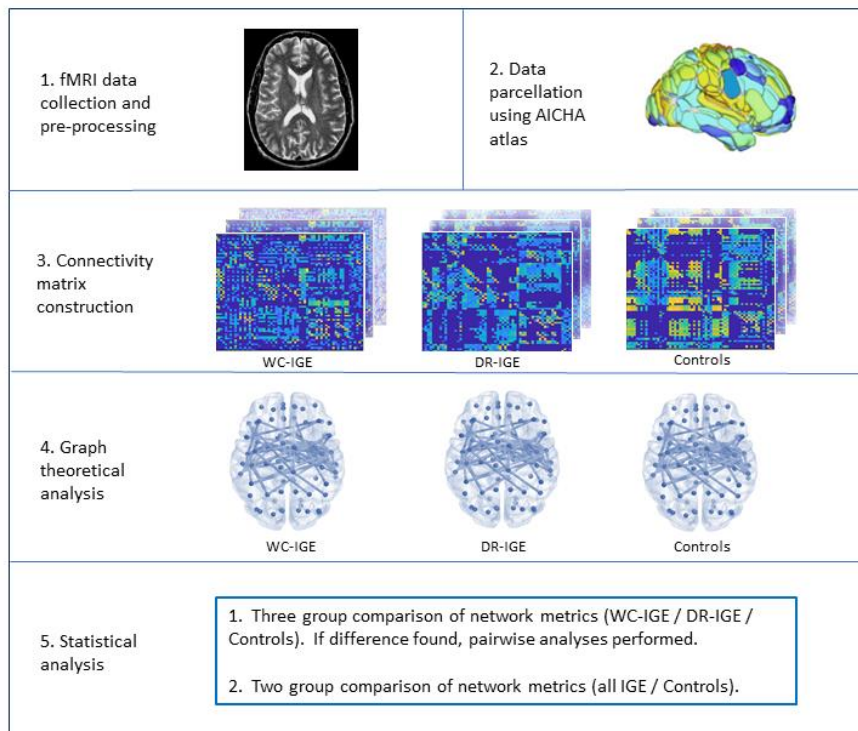 1. fMRI data
collection and
pre-processing
2. Data
parcellation
using AICHA
atlas
3. Connectivity
matrix
construction
WC-IGE
DR-IGE
Controls
4. Graph
theoretical
analysis
WC-IGE
DR-IGE
Controls
5. Statistical
analysis
1. Three group comparison of network metrics (WC-IGE / DR-IGE /
Controls). If difference found, pairwise analyses performed.
2. Two group comparison of network metrics (all IGE / Controls).